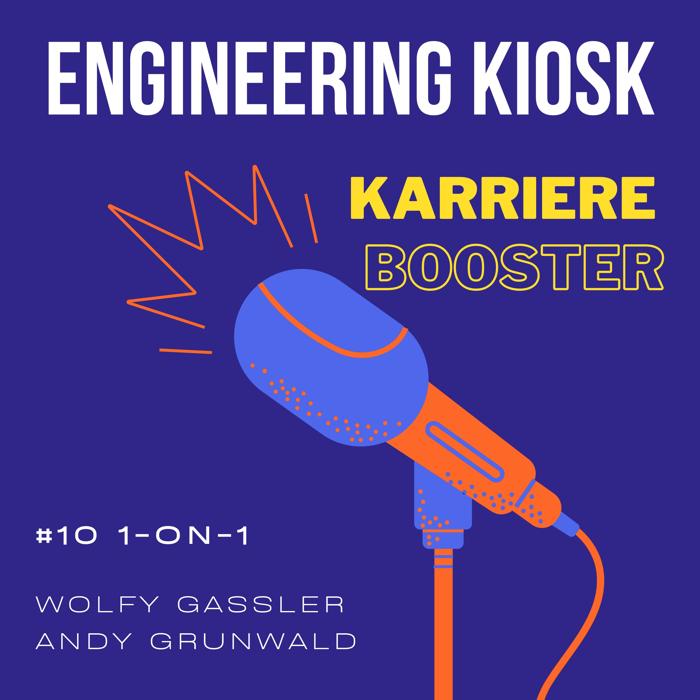 ENGINEERING KIOSK
KARRIERE
BOOSTER
#10 1-ON-1
WOLFY GASSLER
ANDY GRUNWALD